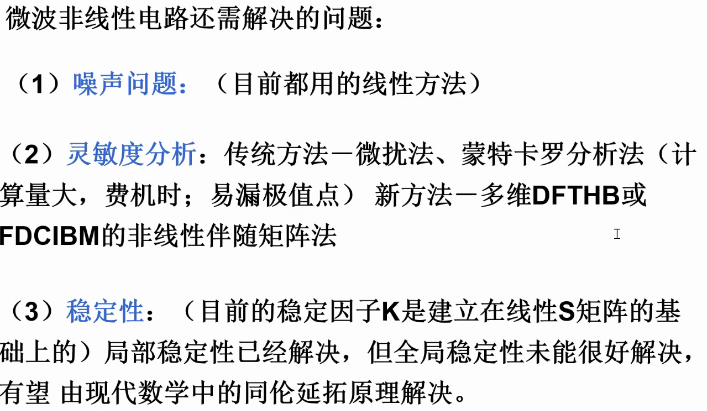 微波非线性电路还需解决的问题：
（1）噪声问题：（目前都用的线性方法）
（2）灵敏度分析：传统方法－微扰法、蒙特卡罗分析法（计
算量大，费机时；易漏极值点） 新方法－多维DFTHB或
FDCIBM的非线性伴随矩阵法
（3）稳定性：（目前的稳定因子K是建立在线性S矩阵的基
础上的）局部稳定性已经解决，但全局稳定性未能很好解决，
有望 由现代数学中的同伦延拓原理解决。